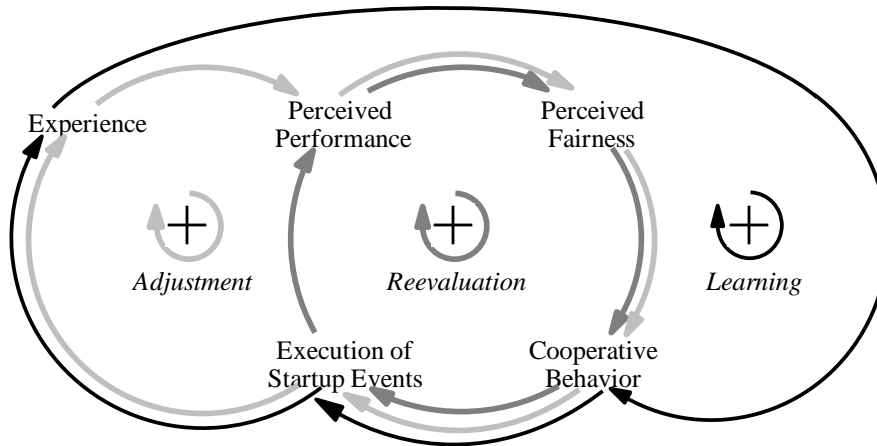 Experience
Perceived
Performance
Perceived
Fairness
Adjustment
Reevaluation
Learning
Execution of
Startup Events
Cooperative
Behavior